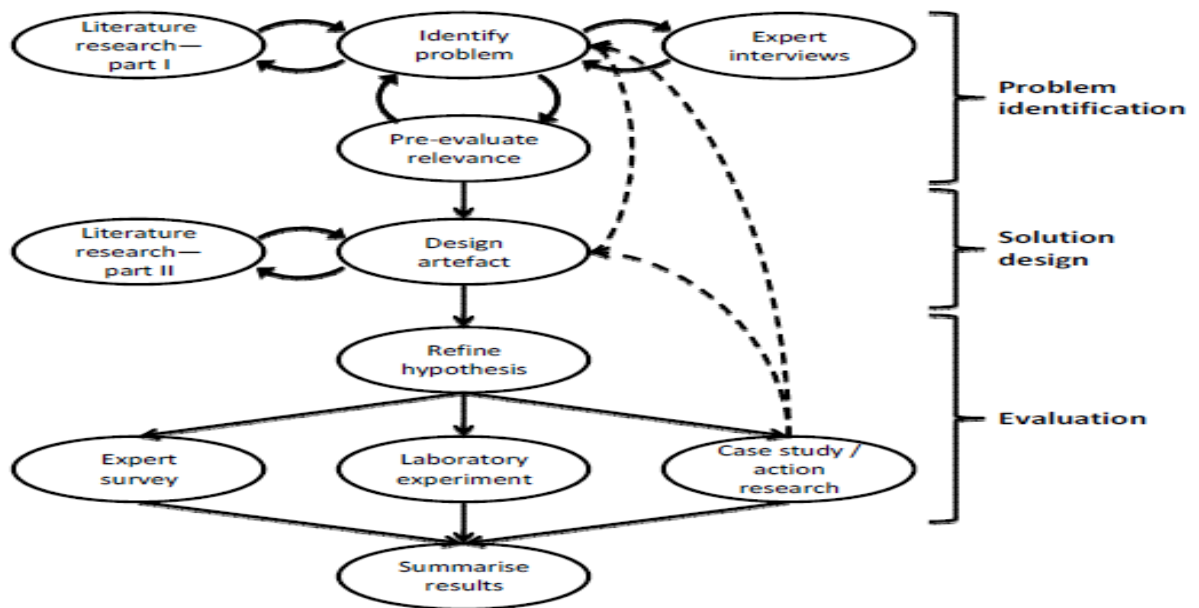 Literature
research—
part I
Identify
problem
Expert
interviews
Problem
identification
Pre-evaluate
relevance
Literature
research—
part II
Design
artefact
Solution
design
Refine
hypothesis
Evaluation
Expert
survey
Laboratory
experiment
Case study /
action
research
Summarise
results